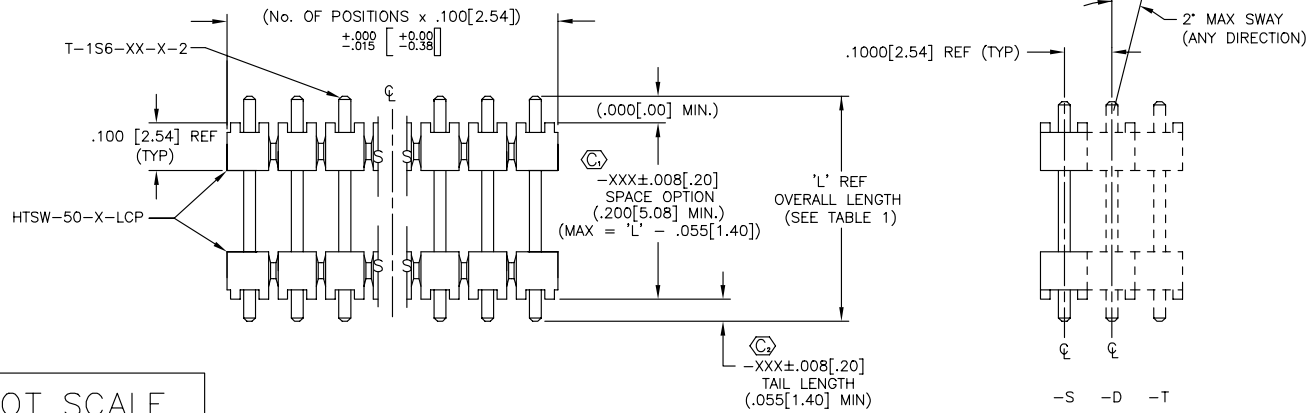 (No. OF POSITIONS x .100[2.54])
+.000 [ +0.00 ]
-.015 [ -0.38 ]
T-1S6-XX-X-2
℄
.100 [2.54] REF
(TYP)
HTSW-50-X-LCP
S S
S S
(.000[.00] MIN.)
C₁
-XXX±.008[.20]
SPACE OPTION
(.200[5.08] MIN.)
(MAX = 'L' - .055[1.40])
'L' REF
OVERALL LENGTH
(SEE TABLE 1)
C₂
-XXX±.008[.20]
TAIL LENGTH
(.055[1.40] MIN)
2° MAX SWAY
(ANY DIRECTION)
.1000[2.54] REF (TYP)
℄ ℄
-S -D -T
OT SCALE